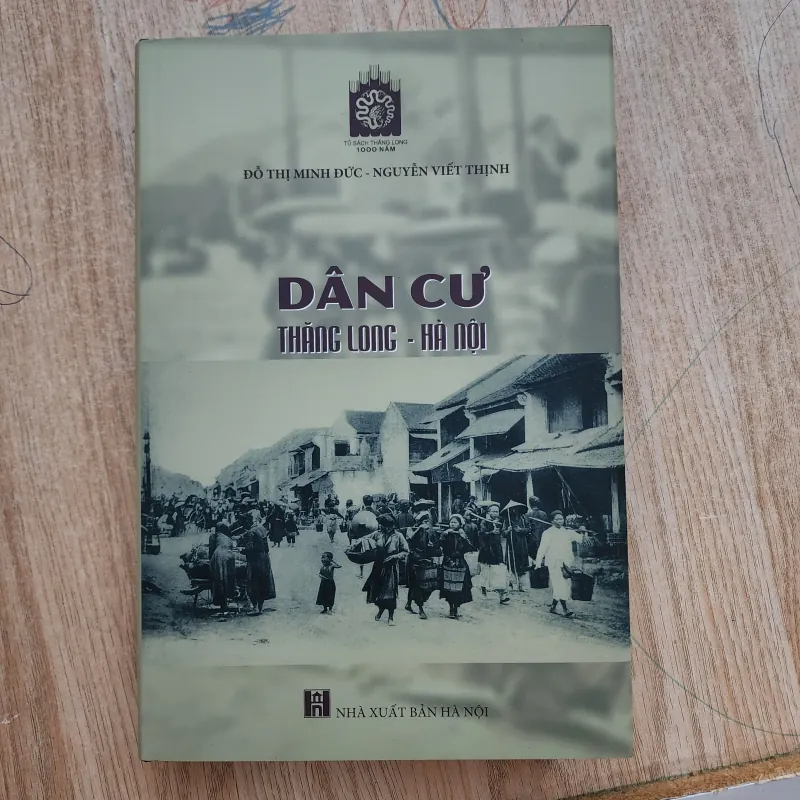 TỦ SÁCH THĂNG LONG
1000 NĂM
ĐỖ THỊ MINH ĐỨC - NGUYỄN VIẾT THỊNH
DÂN CƯ
THĂNG LONG - HÀ NỘI
NHÀ XUẤT BẢN HÀ NỘI